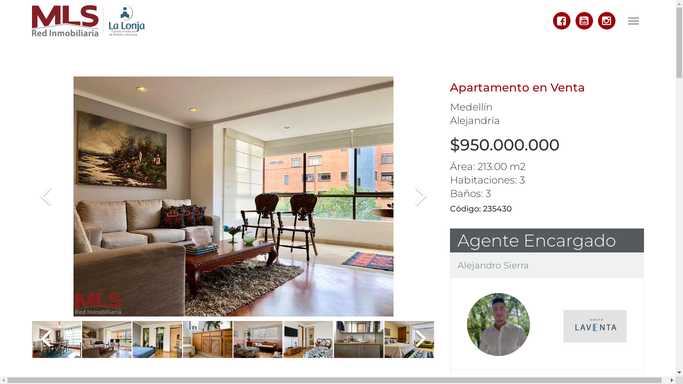 MLS
Red Inmobiliaria
La Lonja
Apartamento en Venta
Medellín
Alejandría
$950.000.000
Área: 213.00 m2
Habitaciones: 3
Baños: 3
Código: 235430
MLS
Red Inmobiliaria
Agente Encargado
Alejandro Sierra
LAVENTA